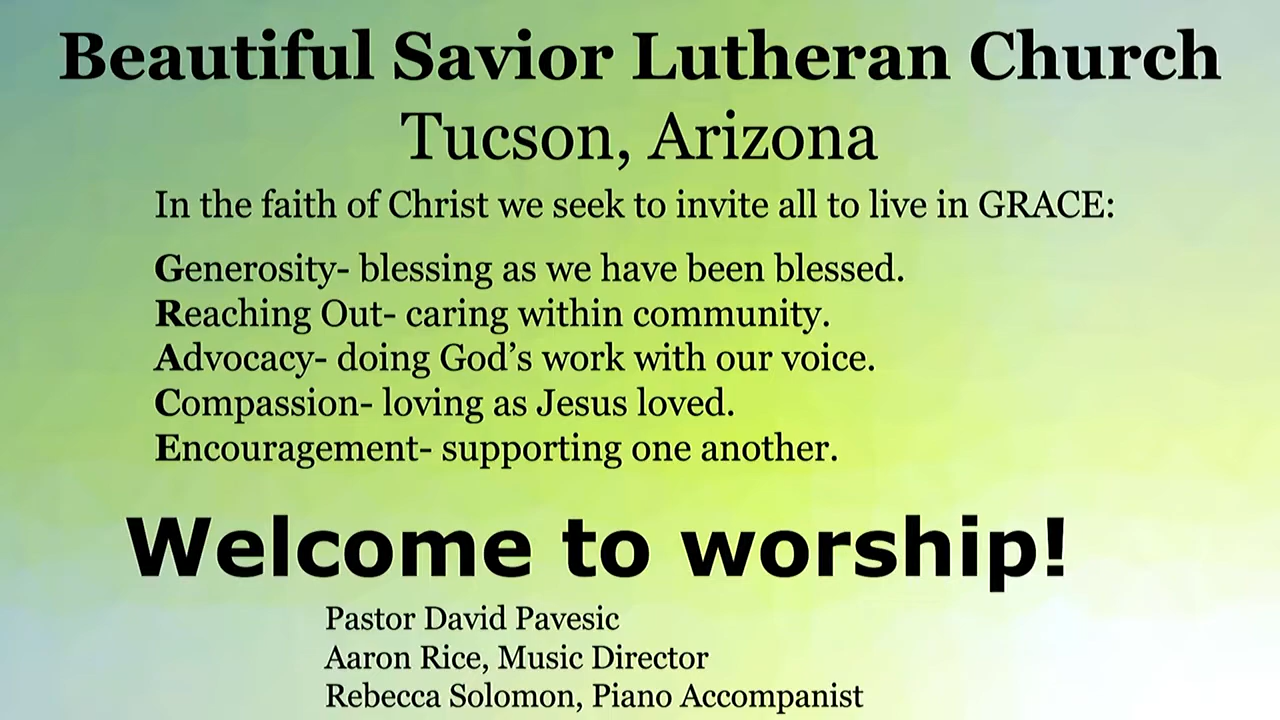 Beautiful Savior Lutheran Church
Tucson, Arizona
In the faith of Christ we seek to invite all to live in GRACE:
Generosity- blessing as we have been blessed.
Reaching Out- caring within community.
Advocacy- doing God’s work with our voice.
Compassion- loving as Jesus loved.
Encouragement- supporting one another.
Welcome to worship!
Pastor David Pavesic
Aaron Rice, Music Director
Rebecca Solomon, Piano Accompanist